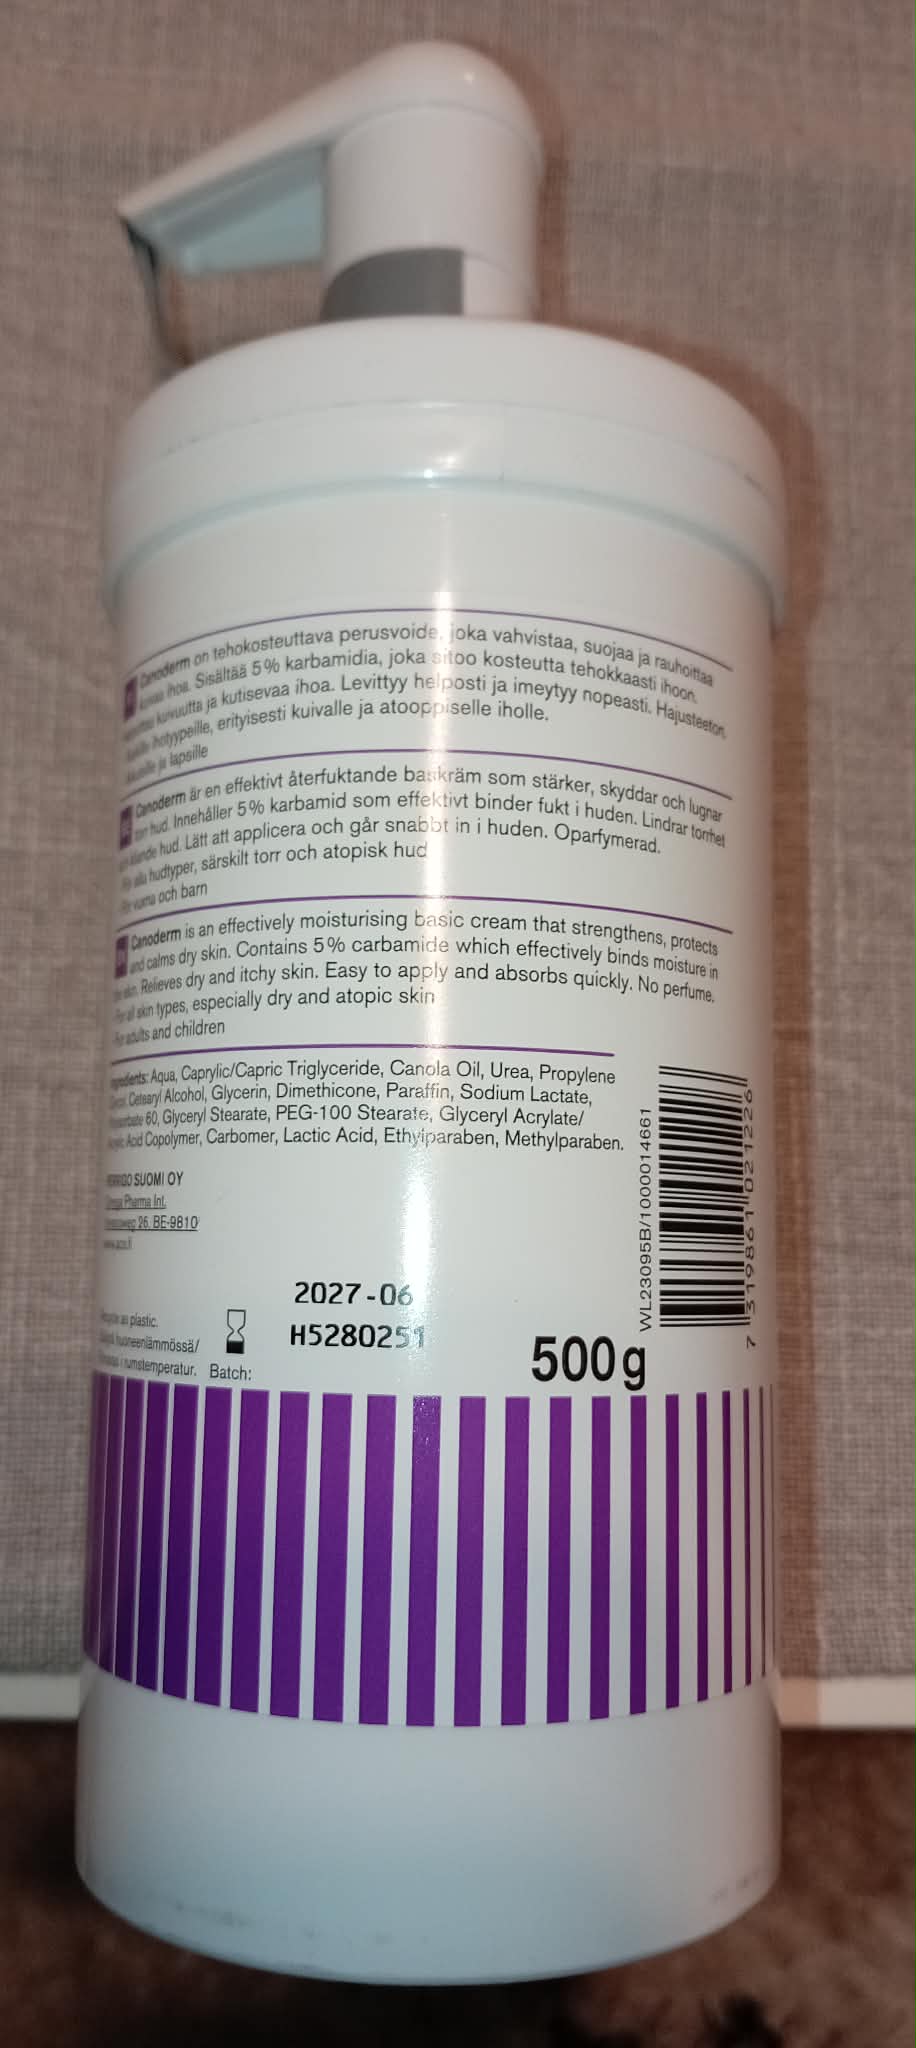 Canoderm on tehokosteuttava perusvoide, joka vahvistaa, suojaa ja rauhoittaa
kuivaa ihoa. Sisältää 5% karbamidia, joka sitoo kosteutta tehokkaasti ihoon.
kuivuutta ja kutisevaa ihoa. Levittyy helposti ja imeytyy nopeasti. Hajusteeton.
ihotyypeille, erityisesti kuivalle ja atooppiselle iholle.
ja lapsille
Canoderm är en effektivt återfuktande baskräm som stärker, skyddar och lugnar
torr hud. Innehåller 5% karbamid som effektivt binder fukt i huden. Lindrar torrhet
hud. Lätt att applicera och går snabbt in i huden. Oparfymerad.
alla hudtyper, särskilt torr och atopisk hud
För vuxna och barn
EN Canoderm is an effectively moisturising basic cream that strengthens, protects
and calms dry skin. Contains 5% carbamide which effectively binds moisture in
the skin. Relieves dry and itchy skin. Easy to apply and absorbs quickly. No perfume.
For all skin types, especially dry and atopic skin
For adults and children
Ingredients: Aqua, Caprylic/Capric Triglyceride, Canola Oil, Urea, Propylene
Glycol, Cetearyl Alcohol, Glycerin, Dimethicone, Paraffin, Sodium Lactate,
60, Glyceryl Stearate, PEG-100 Stearate, Glyceryl Acrylate/
Acrylic Acid Copolymer, Carbomer, Lactic Acid, Ethylparaben, Methylparaben.
PERRIGO SUOMI OY
Omega Pharma Int.
26, BE-9810
as plastic.
huoneenlämmössä/
i rumstemperatur. Batch:
2027-06
H5280251
500g
WL23095B/1000014661
7 319861 021226